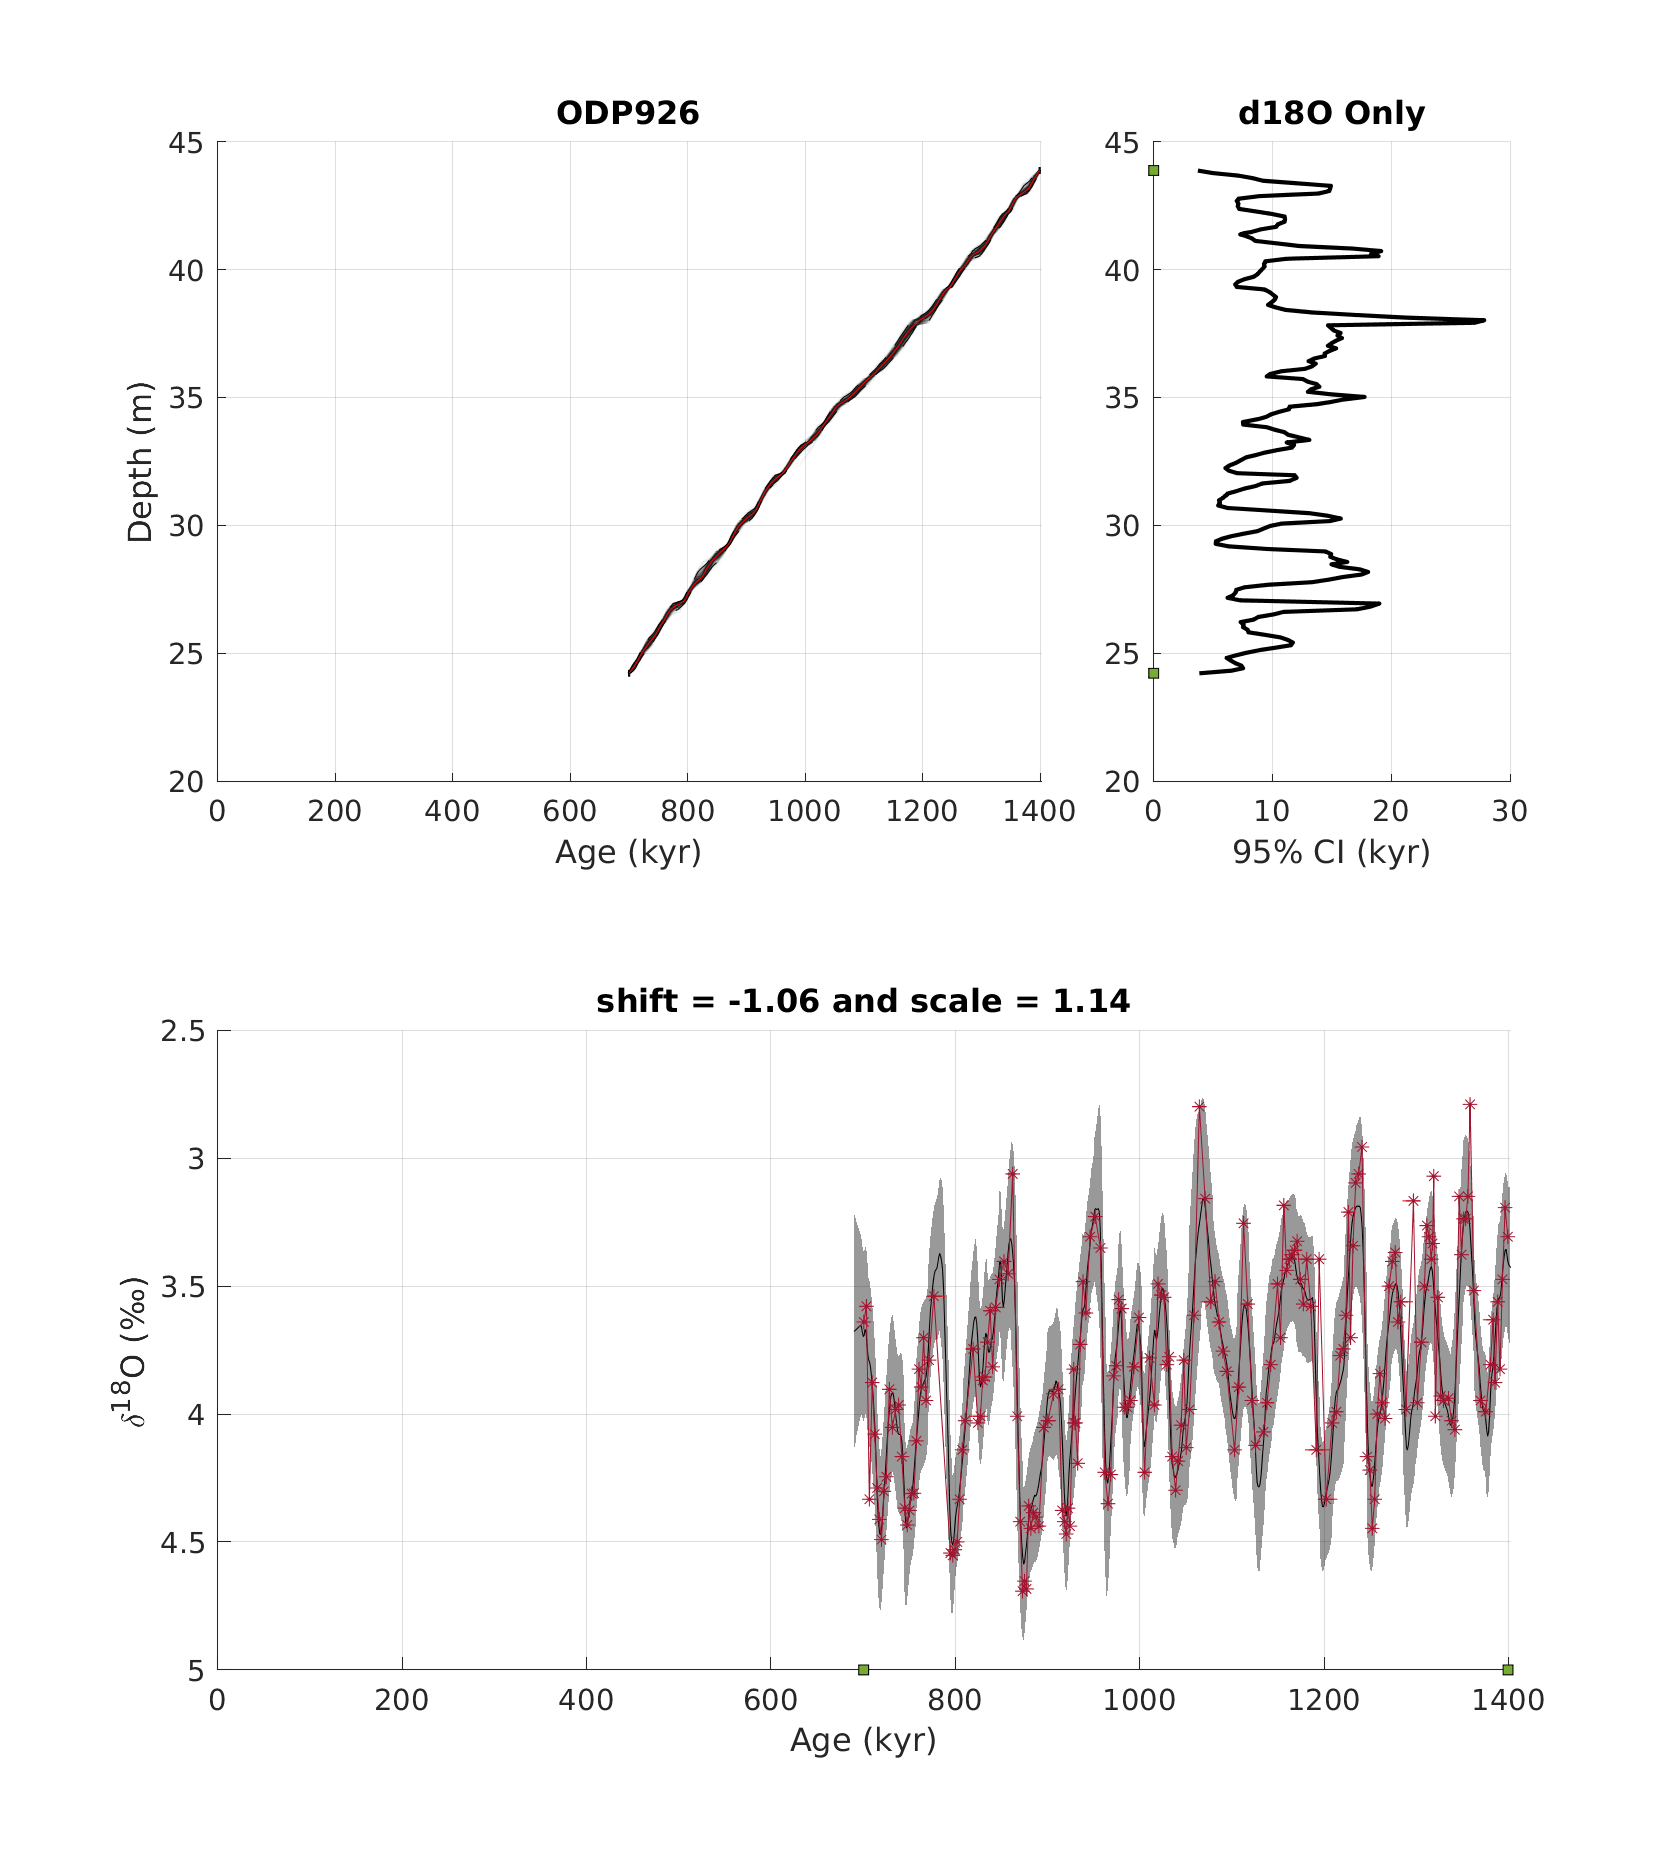 ODP926
d18O Only
45
40
35
30
25
20
Depth (m)
0 200 400 600 800 1000 1200 1400
Age (kyr)
45
40
35
30
25
20
0 10 20 30
95% CI (kyr)
shift = -1.06 and scale = 1.14
2.5
3
3.5
4
4.5
5
δ¹⁸O (‰)
0 200 400 600 800 1000 1200 1400
Age (kyr)